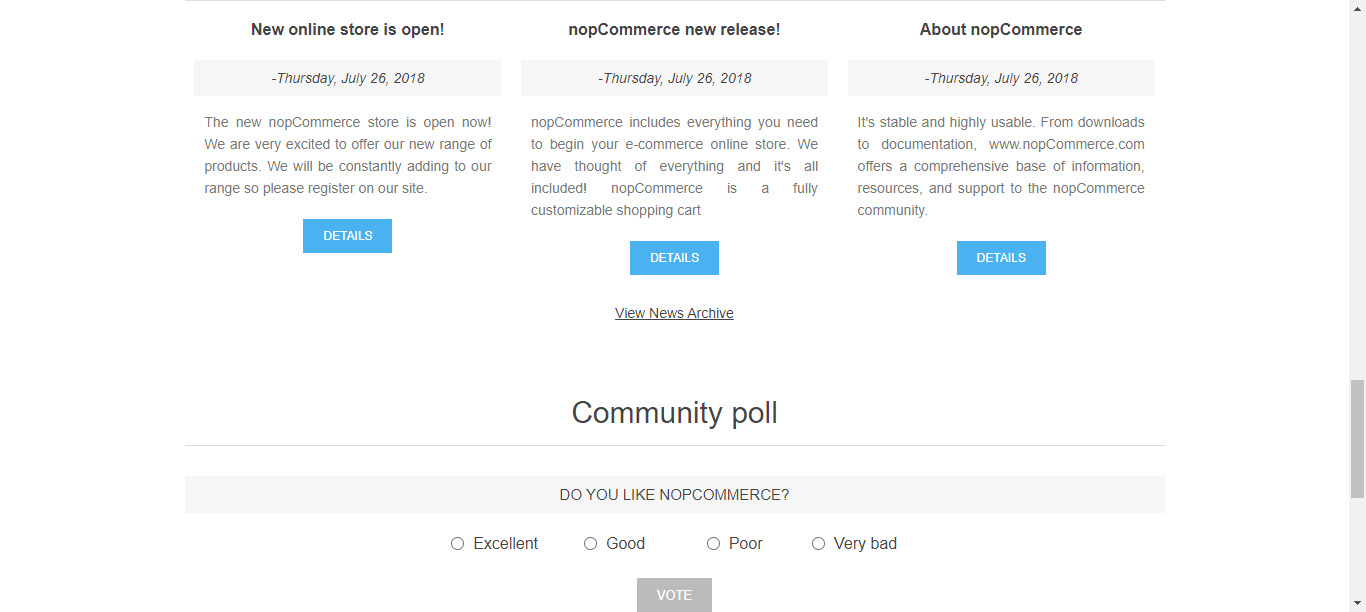 New online store is open!
-Thursday, July 26, 2018
The new nopCommerce store is open now!
We are very excited to offer our new range of
products. We will be constantly adding to our
range so please register on our site.
DETAILS
nopCommerce new release!
-Thursday, July 26, 2018
nopCommerce includes everything you need
to begin your e-commerce online store. We
have thought of everything and it's all
included! nopCommerce is a fully
customizable shopping cart
DETAILS
About nopCommerce
-Thursday, July 26, 2018
It's stable and highly usable. From downloads
to documentation, www.nopCommerce.com
offers a comprehensive base of information,
resources, and support to the nopCommerce
community.
DETAILS
View News Archive
Community poll
DO YOU LIKE NOPCOMMERCE?
Excellent Good Poor Very bad
VOTE